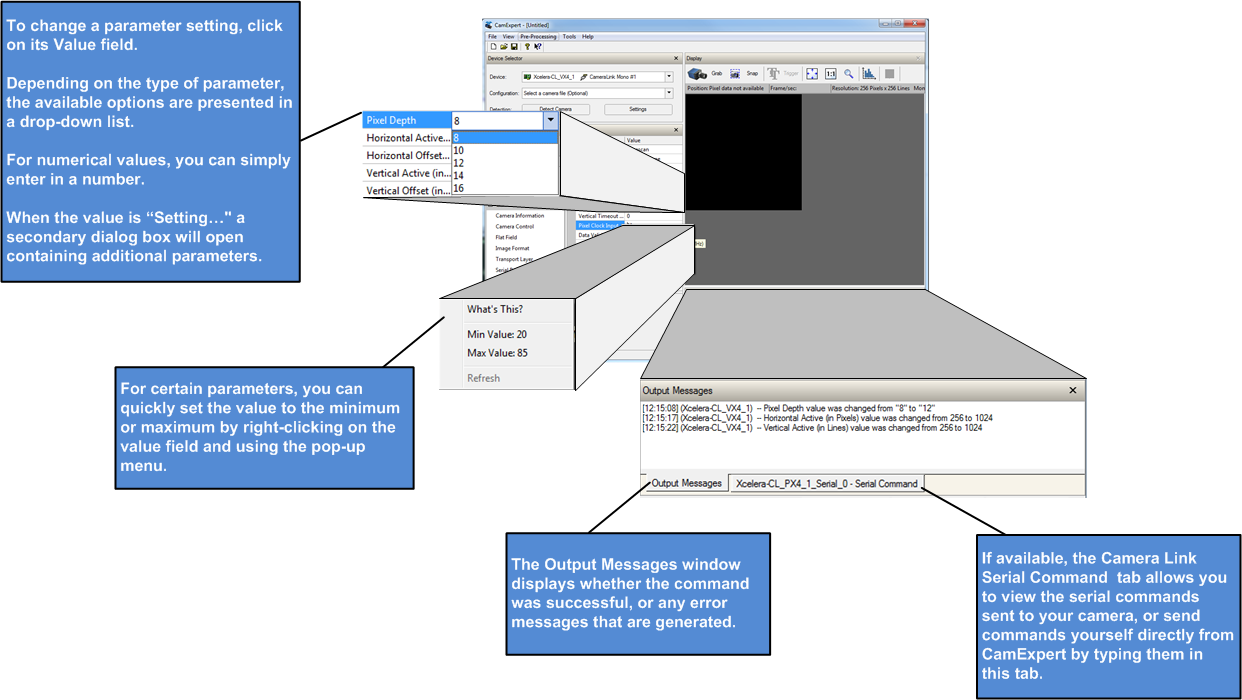 To change a parameter setting, click
on its Value field.
Depending on the type of parameter,
the available options are presented in
a drop-down list.
For numerical values, you can simply
enter in a number.
When the value is “Setting…" a
secondary dialog box will open
containing additional parameters.
CamExpert - [Untitled]
File View Pre-Processing Tools Help
Device Selector
Device: Xcelera-CL_VX4_1 CameraLink Mono #1
Configuration: Select a camera file (Optional)
Detection: Detect Camera Settings
Display
Grab Snap Trigger 1:1
Position: Pixel data not available Frame/sec: Resolution: 256 Pixels x 256 Lines Mon
Value
Pixel Depth 8
Horizontal Active...
Horizontal Offset...
Vertical Active (in...
Vertical Offset (in...
8
10
12
14
16
Camera Information
Camera Control
Flat Field
Image Format
Transport Layer
Vertical Timeout ... 0
Pixel Clock Input
What's This?
Min Value: 20
Max Value: 85
Refresh
For certain parameters, you can
quickly set the value to the minimum
or maximum by right-clicking on the
value field and using the pop-up
menu.
Output Messages
[12:15:08] (Xcelera-CL_VX4_1) -- Pixel Depth value was changed from "8" to "12"
[12:15:17] (Xcelera-CL_VX4_1) -- Horizontal Active (in Pixels) value was changed from 256 to 1024
[12:15:22] (Xcelera-CL_VX4_1) -- Vertical Active (in Lines) value was changed from 256 to 1024
Output Messages Xcelera-CL_PX4_1_Serial_0 - Serial Command
The Output Messages window
displays whether the command
was successful, or any error
messages that are generated.
If available, the Camera Link
Serial Command tab allows you
to view the serial commands
sent to your camera, or send
commands yourself directly from
CamExpert by typing them in
this tab.